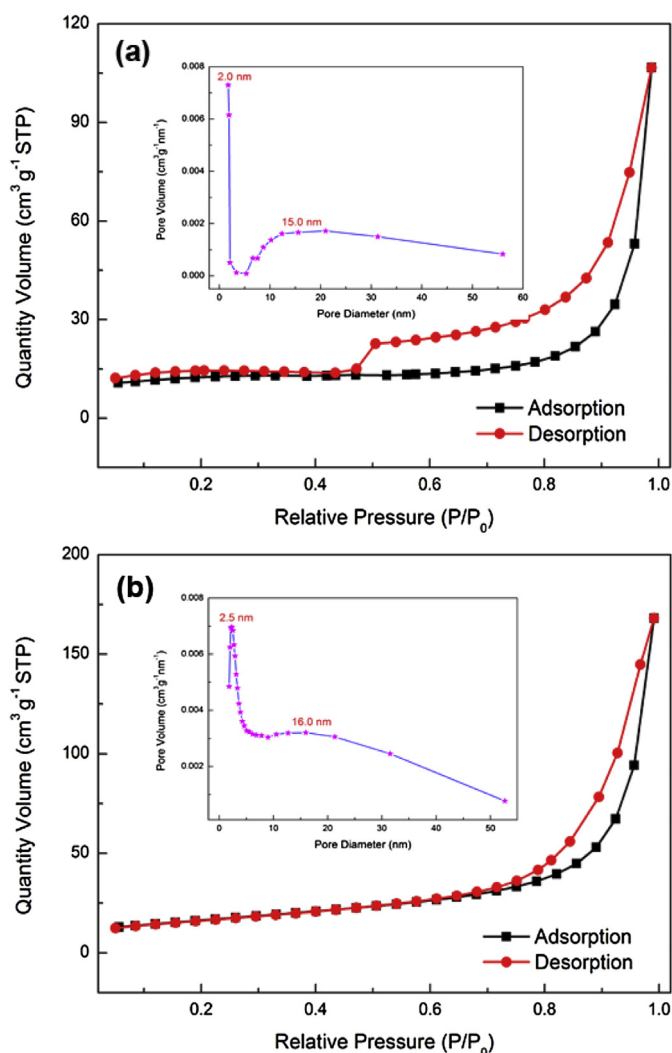 (a)
Quantity Volume (cm³ g⁻¹ STP)
120
90
60
30
0
0.2 0.4 0.6 0.8 1.0
Relative Pressure (P/P₀)
Adsorption
Desorption
Pore Volume (cm³g⁻¹nm⁻¹)
0.008
0.006
0.004
0.002
0.000
2.0 nm
15.0 nm
0 10 20 30 40 50 60
Pore Diameter (nm)
(b)
Quantity Volume (cm³ g⁻¹ STP)
200
150
100
50
0
0.2 0.4 0.6 0.8 1.0
Relative Pressure (P/P₀)
Adsorption
Desorption
Pore Volume (cm³g⁻¹nm⁻¹)
0.008
0.006
0.004
0.002
2.5 nm
16.0 nm
0 10 20 30 40 50
Pore Diameter (nm)